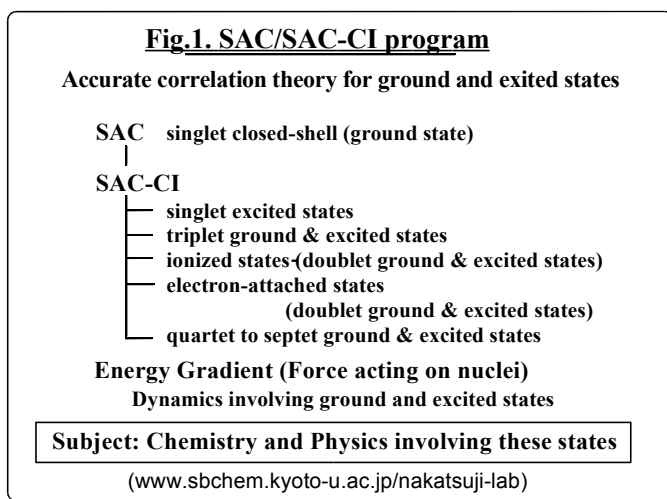 Fig.1. SAC/SAC-CI program
Accurate correlation theory for ground and exited states
SAC singlet closed-shell (ground state)
SAC-CI
singlet excited states
triplet ground & excited states
ionized states-(doublet ground & excited states)
electron-attached states
(doublet ground & excited states)
quartet to septet ground & excited states
Energy Gradient (Force acting on nuclei)
Dynamics involving ground and excited states
Subject: Chemistry and Physics involving these states
(www.sbchem.kyoto-u.ac.jp/nakatsuji-lab)